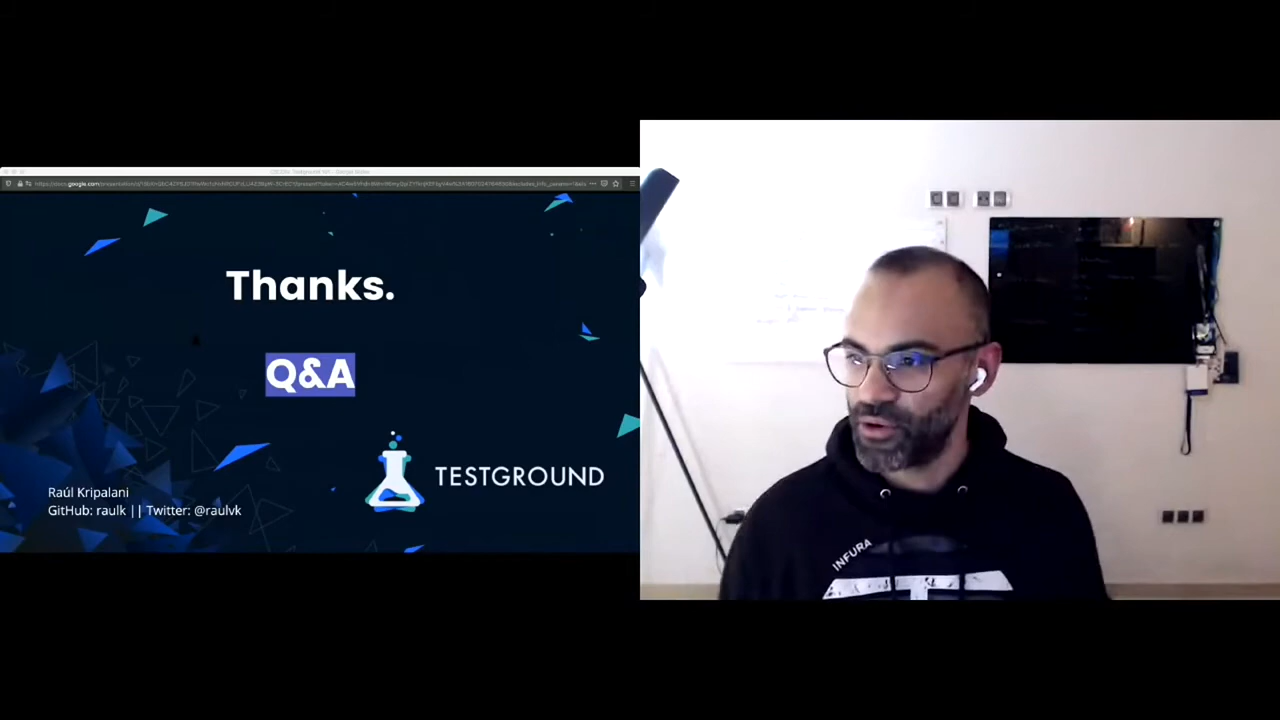 Thanks.
Q&A
TESTGROUND
Raúl Kripalani
GitHub: raulk || Twitter: @raulvk
INFURA